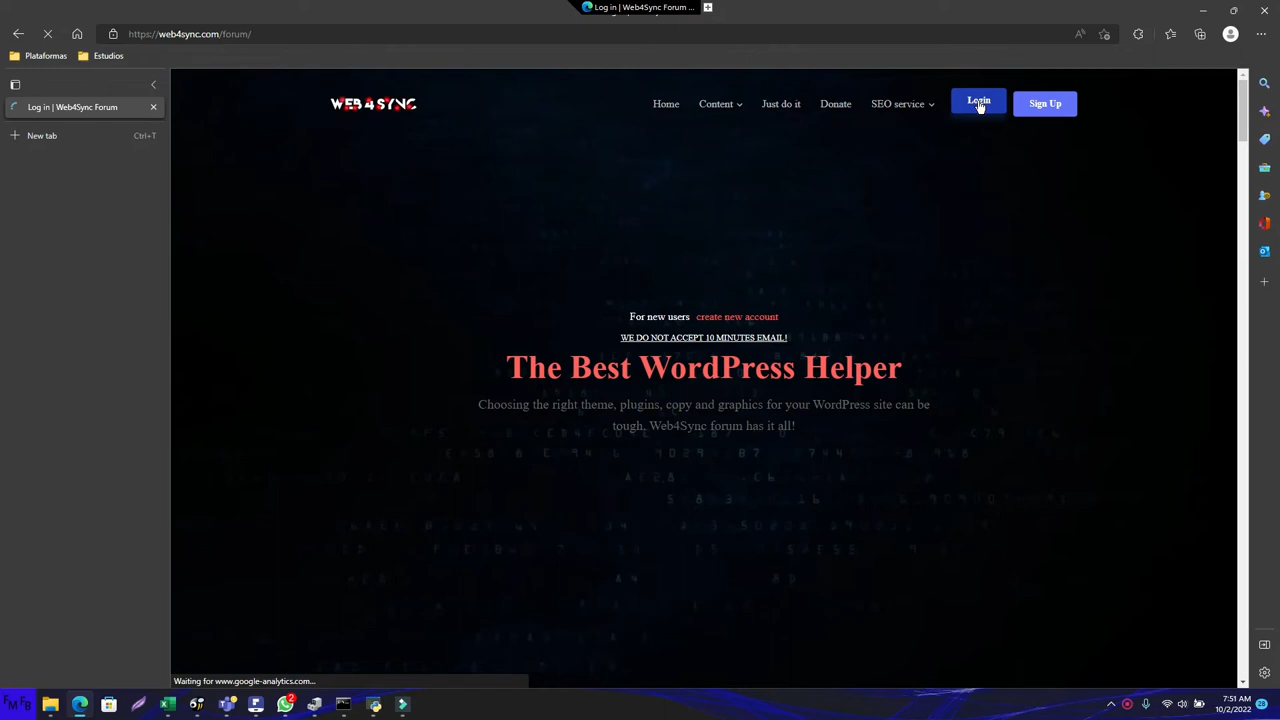 Log in | Web4Sync Forum ...
https://web4sync.com/forum/
Plataformas
Estudios
Log in | Web4Sync Forum
New tab
Ctrl+T
WEB4SYNC
Home
Content
Just do it
Donate
SEO service
Login
Sign Up
For new users create new account
WE DO NOT ACCEPT 10 MINUTES EMAIL!
The Best WordPress Helper
Choosing the right theme, plugins, copy and graphics for your WordPress site can be
tough. Web4Sync forum has it all!
Waiting for www.google-analytics.com...
2
7:51 AM
10/2/2022
28